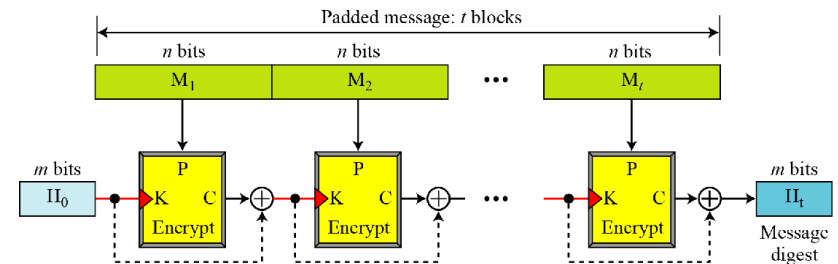 Padded message: t blocks
n bits n bits n bits
M₁ M₂ ... Mₜ
m bits P P P m bits
H₀ K C K C ... K C Hₜ
Encrypt Encrypt Encrypt Message
digest